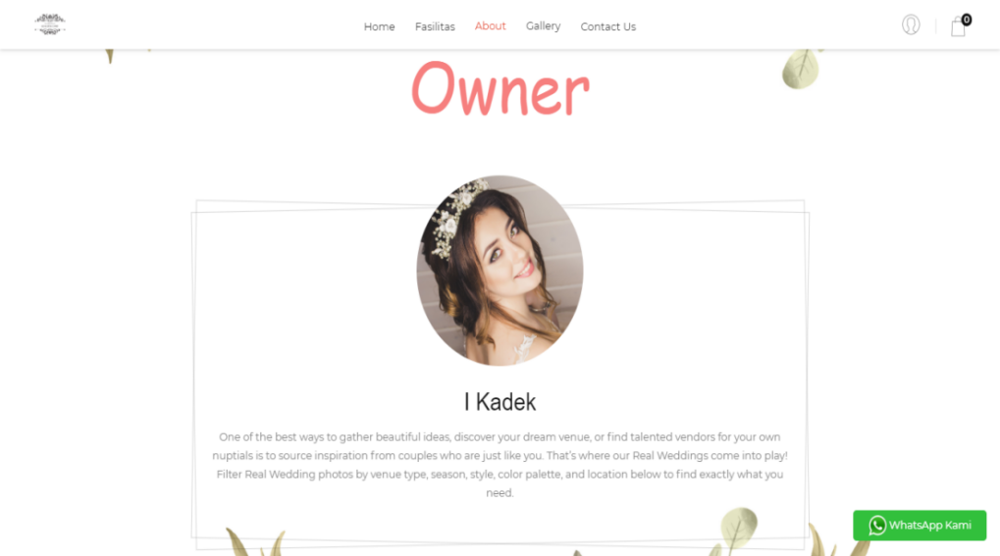 Home Fasilitas About Gallery Contact Us
0
Owner
I Kadek
One of the best ways to gather beautiful ideas, discover your dream venue, or find talented vendors for your own
nuptials is to source inspiration from couples who are just like you. That's where our Real Weddings come into play!
Filter Real Wedding photos by venue type, season, style, color palette, and location below to find exactly what you
need.
WhatsApp Kami